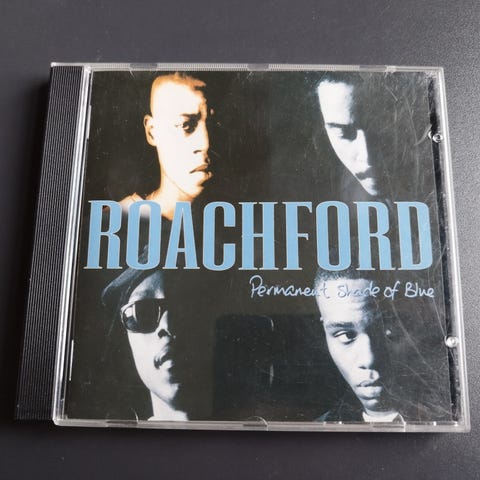 ROACHFORD
Permanent Shade of Blue